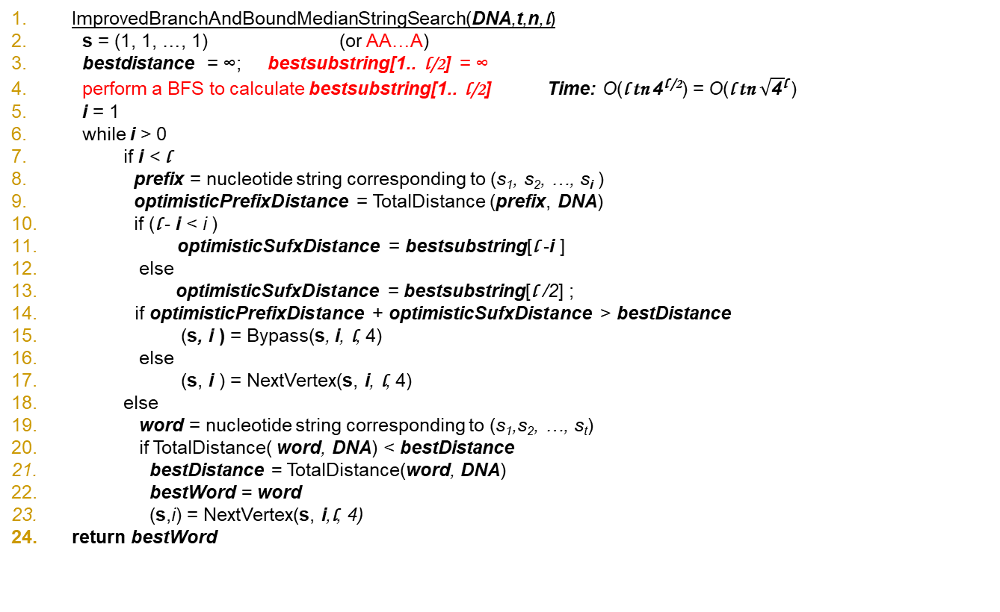 1. ImprovedBranchAndBoundMedianStringSearch(DNA,t,n,l)
2. s = (1, 1, …, 1) (or AA…A)
3. bestdistance = ∞; bestsubstring[1.. l/2] = ∞
4. perform a BFS to calculate bestsubstring[1.. l/2] Time: O(l tn 4^{l/2}) = O(l tn √4^l)
5. i = 1
6. while i > 0
7. if i < l
8. prefix = nucleotide string corresponding to (s1, s2, …, si )
9. optimisticPrefixDistance = TotalDistance (prefix, DNA)
10. if (l- i < i )
11. optimisticSufxDistance = bestsubstring[l -i ]
12. else
13. optimisticSufxDistance = bestsubstring[l /2] ;
14. if optimisticPrefixDistance + optimisticSufxDistance > bestDistance
15. (s, i ) = Bypass(s, i, l, 4)
16. else
17. (s, i ) = NextVertex(s, i, l, 4)
18. else
19. word = nucleotide string corresponding to (s1,s2, …, st)
20. if TotalDistance( word, DNA) < bestDistance
21. bestDistance = TotalDistance(word, DNA)
22. bestWord = word
23. (s,i) = NextVertex(s, i,l, 4)
24. return bestWord